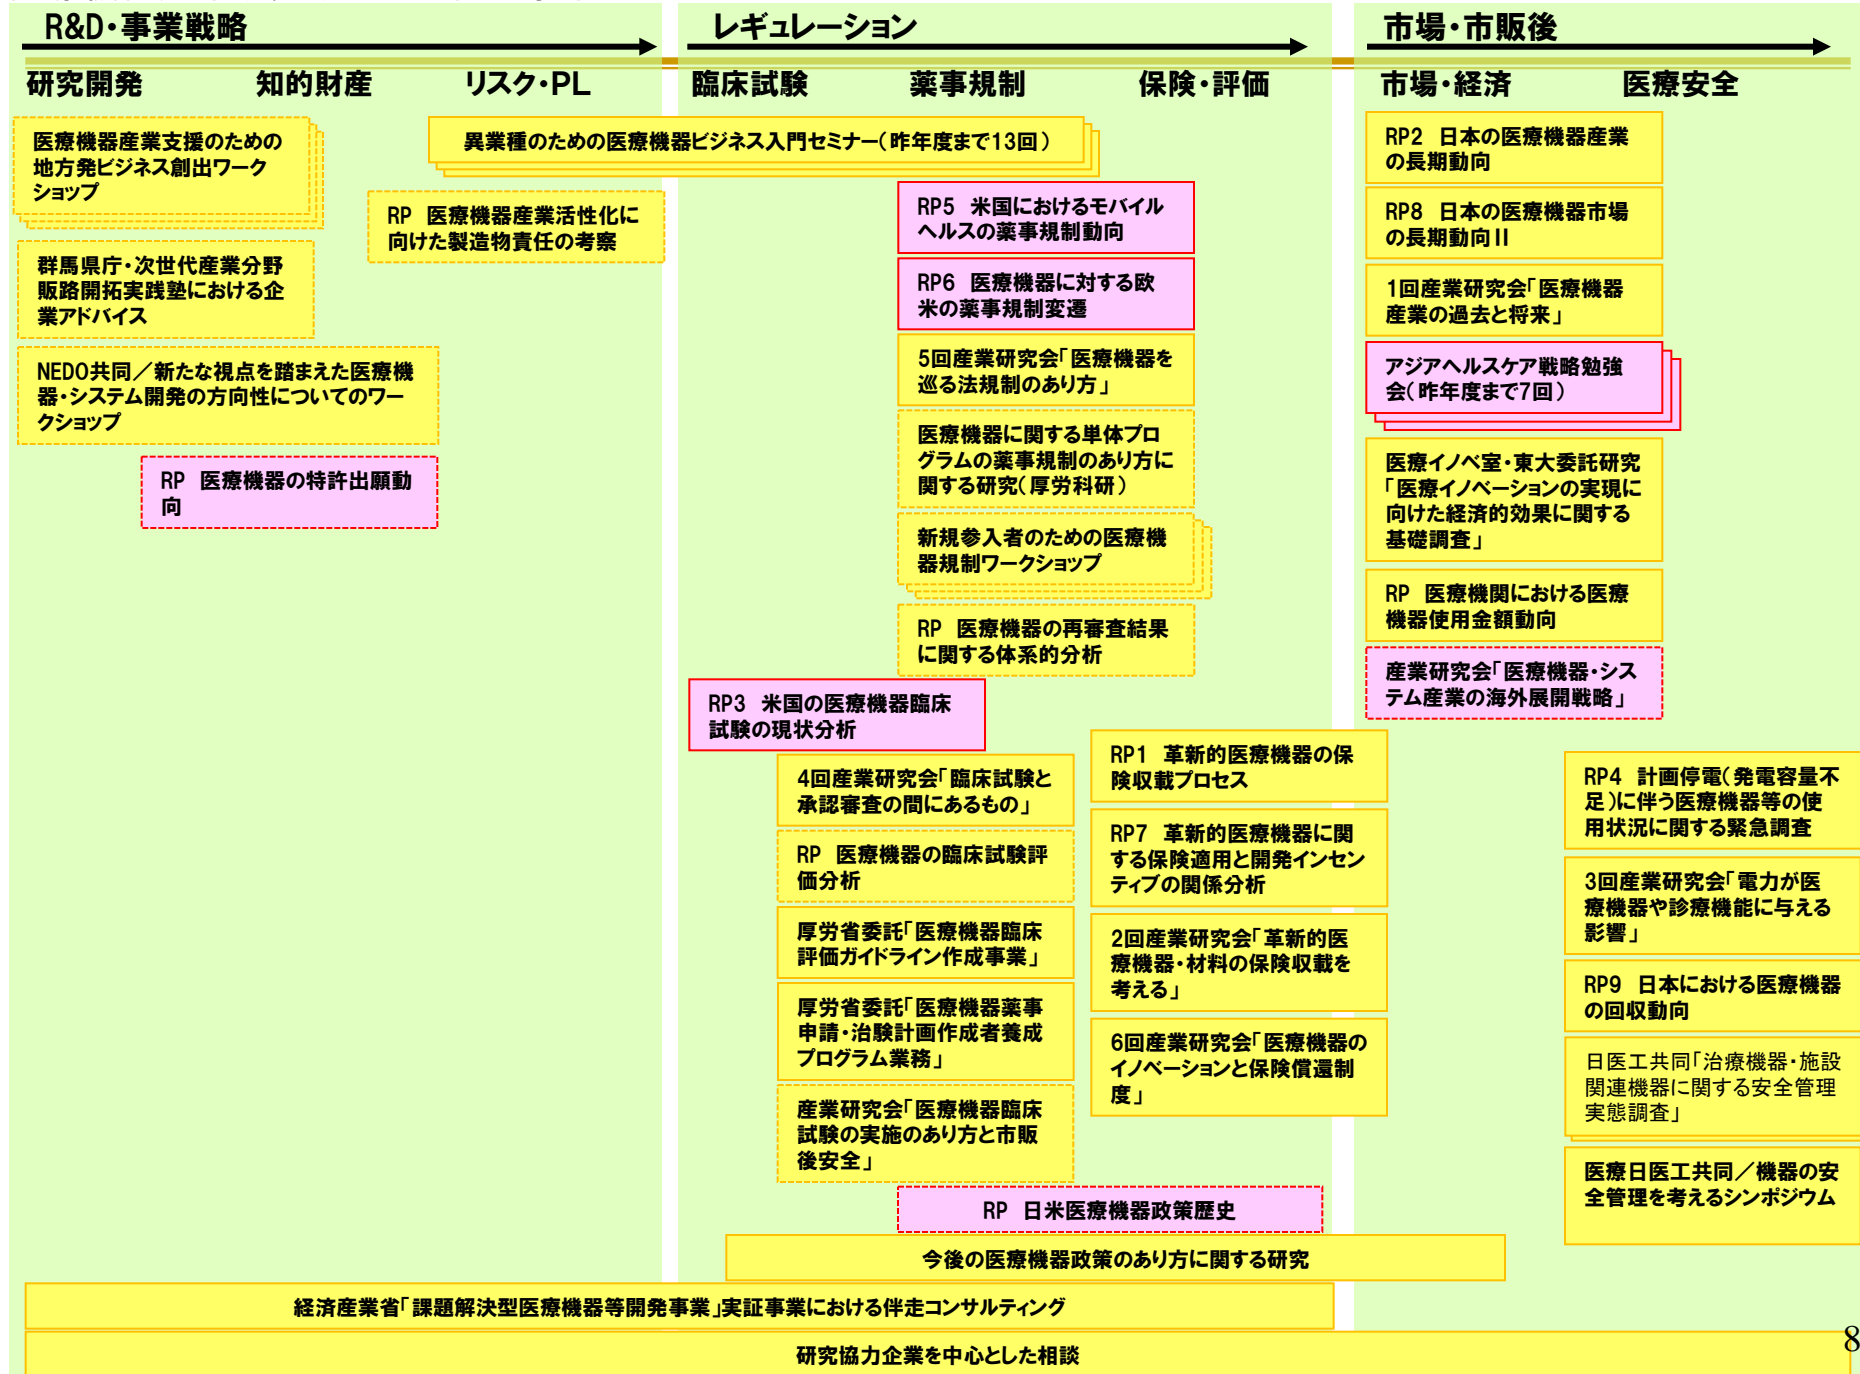 R&D・事業戦略
レギュレーション
市場・市販後
研究開発
知的財産
リスク・PL
臨床試験
薬事規制
保険・評価
市場・経済
医療安全
医療機器産業支援のための
地方発ビジネス創出ワーク
ショップ
異業種のための医療機器ビジネス入門セミナー(昨年度まで13回)
RP 医療機器産業活性化に
向けた製造物責任の考察
群馬県庁・次世代産業分野
販路開拓実践塾における企
業アドバイス
NEDO共同／新たな視点を踏まえた医療機
器・システム開発の方向性についてのワー
クショップ
RP 医療機器の特許出願動
向
RP5 米国におけるモバイル
ヘルスの薬事規制動向
RP6 医療機器に対する欧
米の薬事規制変遷
5回産業研究会「医療機器を
巡る法規制のあり方」
医療機器に関する単体プロ
グラムの薬事規制のあり方に
関する研究(厚労科研)
新規参入者のための医療機
器規制ワークショップ
RP 医療機器の再審査結果
に関する体系的分析
RP3 米国の医療機器臨床
試験の現状分析
4回産業研究会「臨床試験と
承認審査の間にあるもの」
RP 医療機器の臨床試験評
価分析
厚労省委託「医療機器臨床
評価ガイドライン作成事業」
厚労省委託「医療機器薬事
申請・治験計画作成者養成
プログラム業務」
産業研究会「医療機器臨床
試験の実施のあり方と市販
後安全」
RP1 革新的医療機器の保
険収載プロセス
RP7 革新的医療機器に関
する保険適用と開発インセン
ティブの関係分析
2回産業研究会「革新的医
療機器・材料の保険収載を
考える」
6回産業研究会「医療機器の
イノベーションと保険償還制
度」
RP2 日本の医療機器産業
の長期動向
RP8 日本の医療機器市場
の長期動向II
1回産業研究会「医療機器
産業の過去と将来」
アジアヘルスケア戦略勉強
会(昨年度まで7回)
医療イノベ室・東大委託研究
「医療イノベーションの実現に
向けた経済的効果に関する
基礎調査」
RP 医療機関における医療
機器使用金額動向
産業研究会「医療機器・シス
テム産業の海外展開戦略」
RP4 計画停電(発電容量不
足)に伴う医療機器等の使
用状況に関する緊急調査
3回産業研究会「電力が医
療機器や診療機能に与える
影響」
RP9 日本における医療機器
の回収動向
日医工共同「治療機器・施設
関連機器に関する安全管理
実態調査」
医療日医工共同／機器の安
全管理を考えるシンポジウム
RP 日米医療機器政策歴史
今後の医療機器政策のあり方に関する研究
経済産業省「課題解決型医療機器等開発事業」実証事業における伴走コンサルティング
研究協力企業を中心とした相談
8